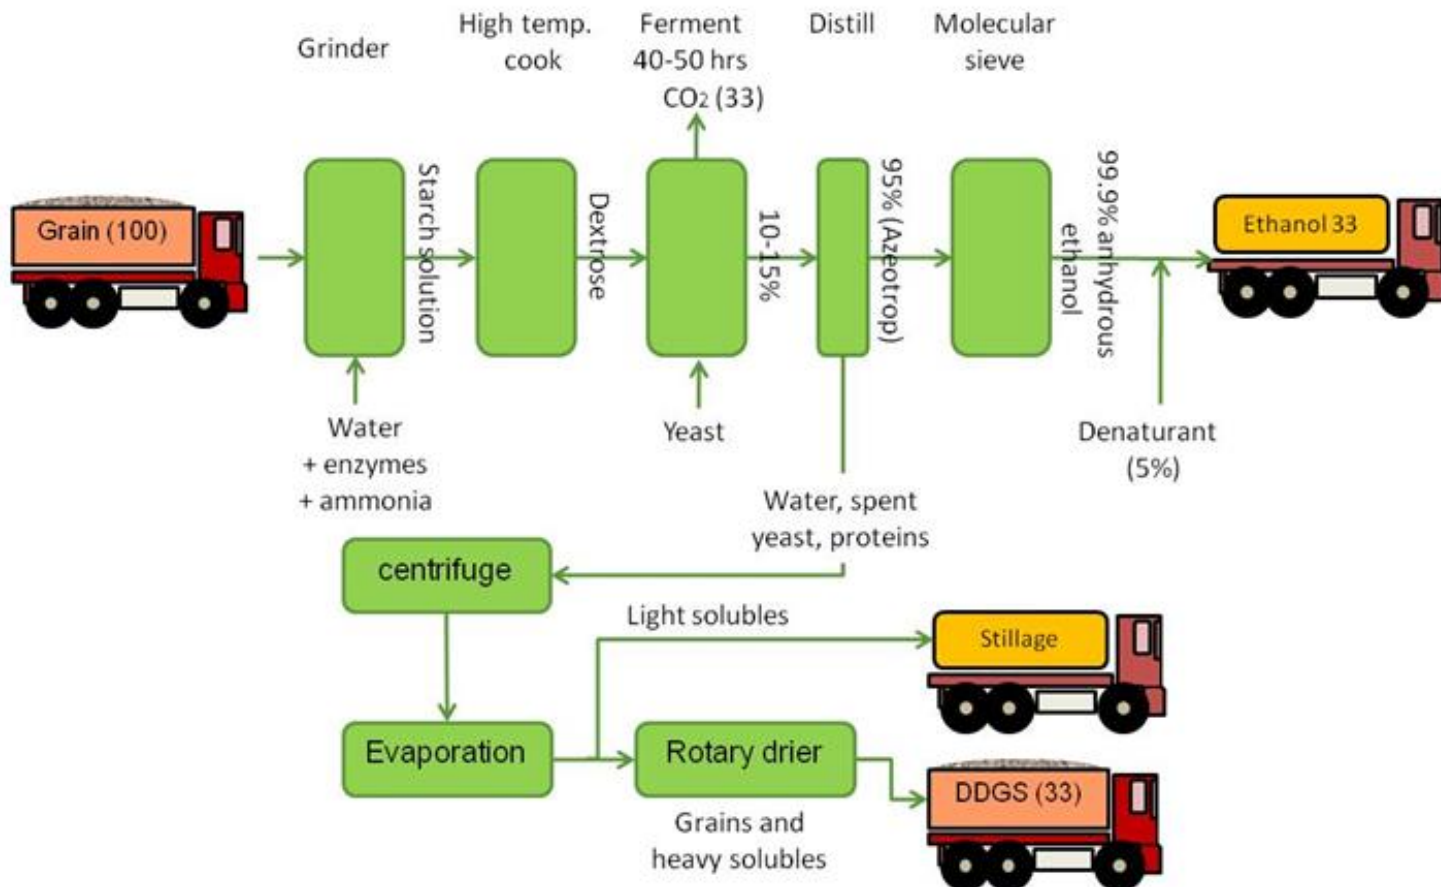 Grinder
High temp.
cook
Ferment
40-50 hrs
CO2 (33)
Distill
Molecular
sieve
Grain (100)
Starch solution
Dextrose
10-15%
95% (Azeotrop)
99.9% anhydrous
ethanol
Ethanol 33
Water
+ enzymes
+ ammonia
Yeast
Denaturant
(5%)
Water, spent
yeast, proteins
centrifuge
Light solubles
Stillage
Evaporation
Rotary drier
DDGS (33)
Grains and
heavy solubles